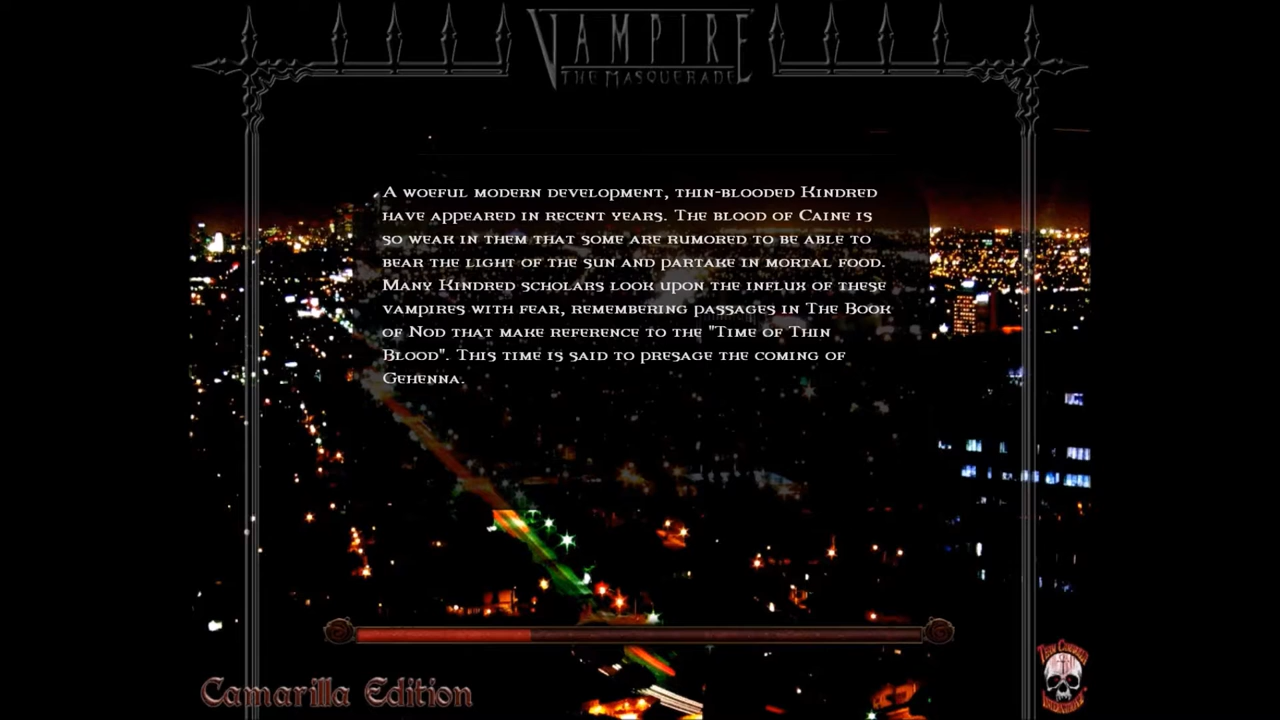 VAMPIRE
THE MASQUERADE
A woeful modern development, thin-blooded Kindred
have appeared in recent years. The blood of Caine is
so weak in them that some are rumored to be able to
bear the light of the sun and partake in mortal food.
Many Kindred scholars look upon the influx of these
vampires with fear, remembering passages in The Book
of Nod that make reference to the "Time of Thin
Blood". This time is said to presage the coming of
Gehenna.
Camarilla Edition